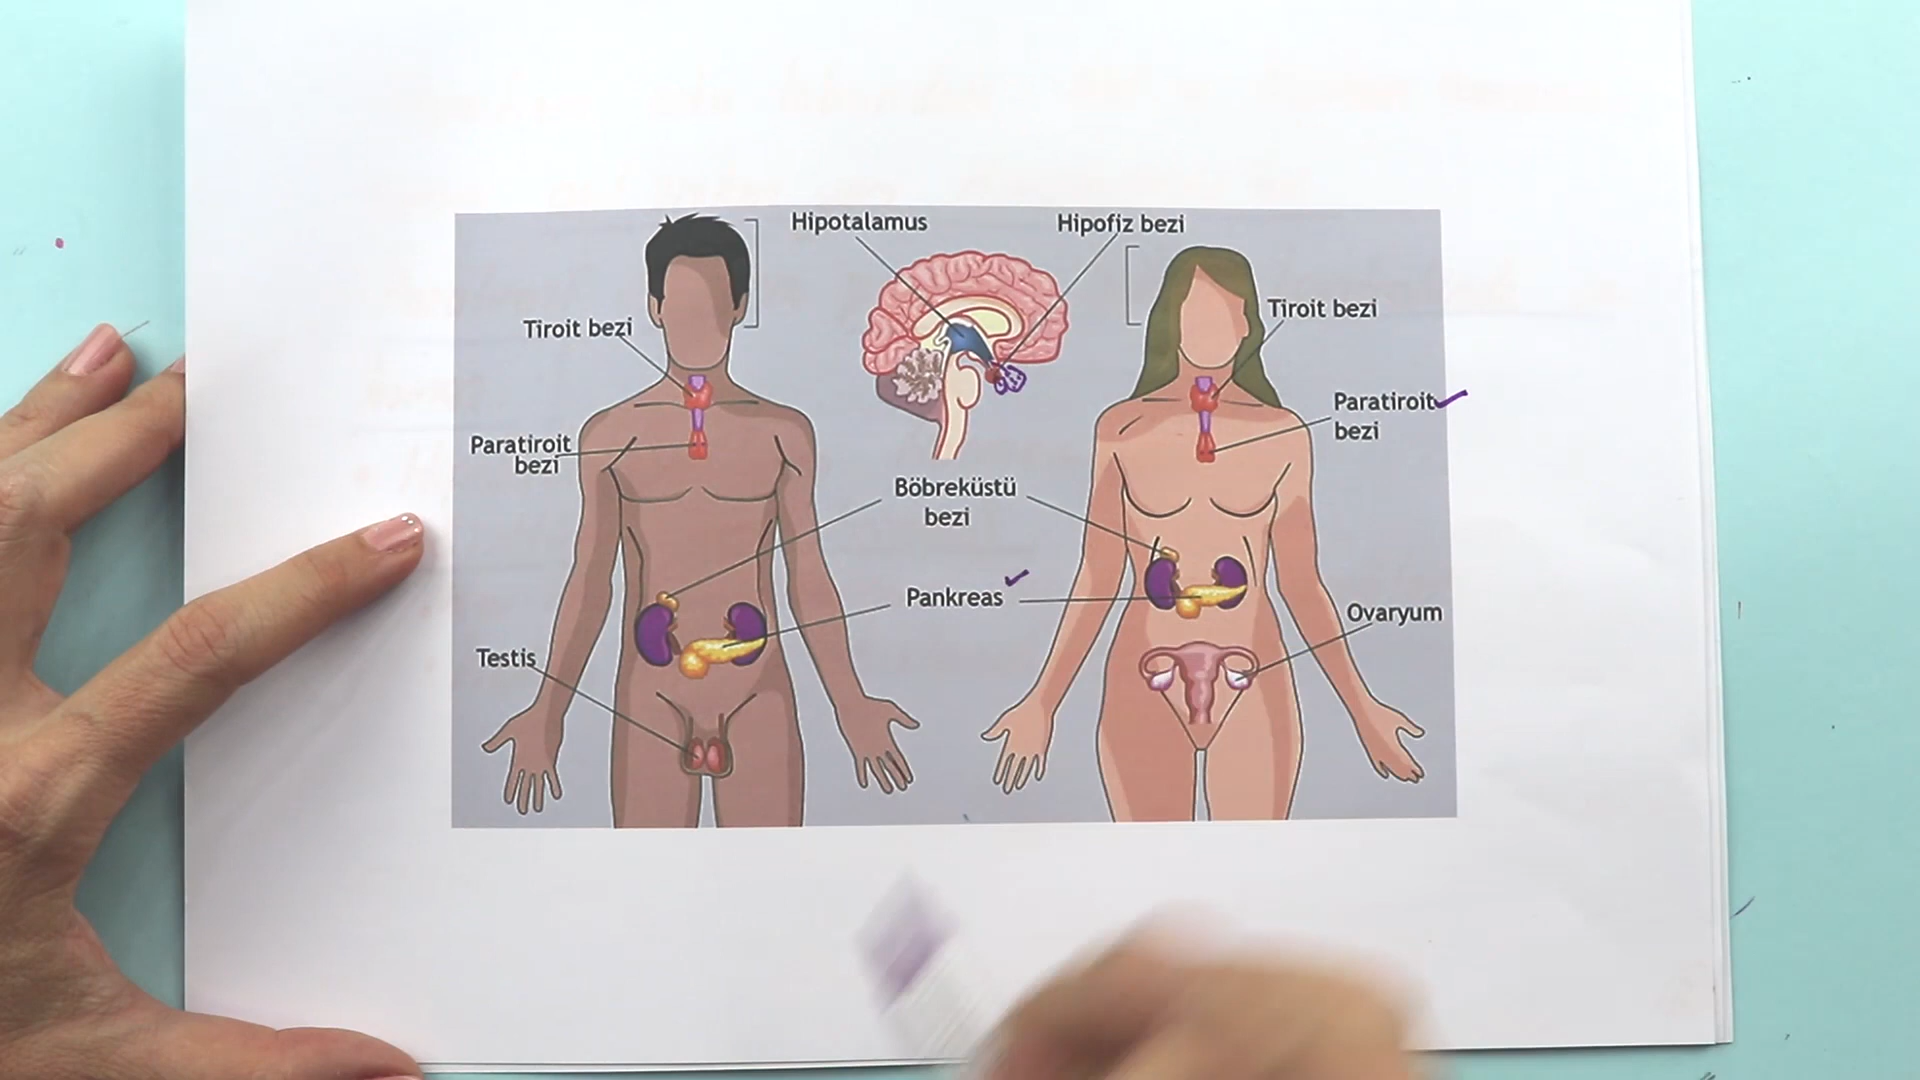 Hipotalamus
Hipofiz bezi
Tiroit bezi
Tiroit bezi
Paratiroit
bezi
Paratiroit
bezi
Böbreküstü
bezi
Pankreas
Testis
Ovaryum